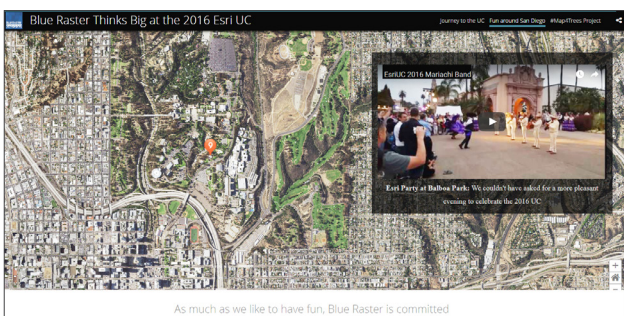 Blue Raster Thinks Big at the 2016 Esri UC
Journey to the UC Fun around San Diego #Map4Trees Project
EsriUC 2016 Mariachi Band
Esri Party at Balboa Park: We couldn't have asked for a more pleasant
evening to celebrate the 2016 UC
As much as we like to have fun, Blue Raster is committed